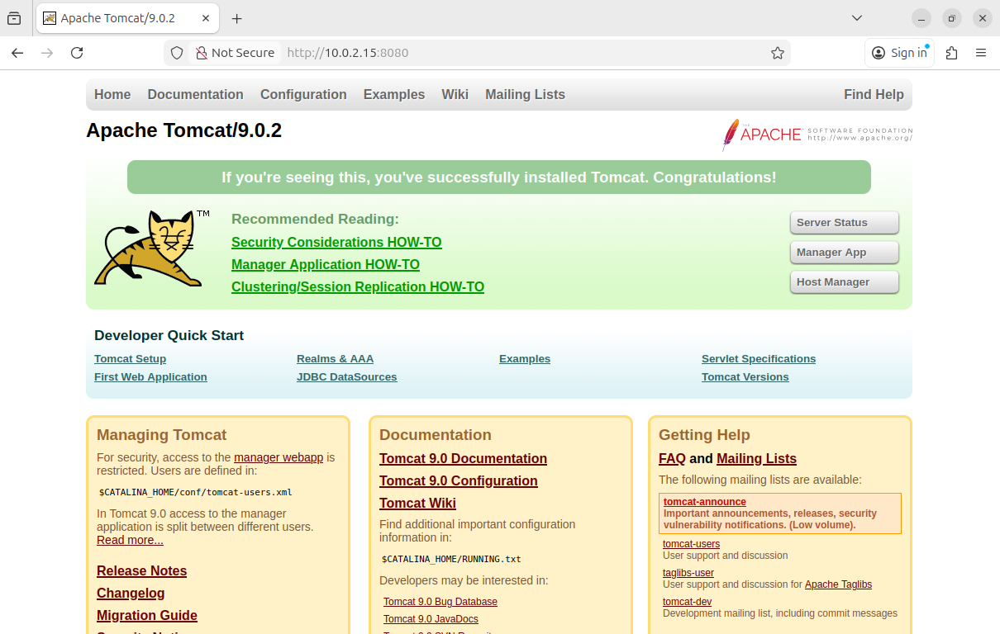 Apache Tomcat/9.0.2
Not Secure http://10.0.2.15:8080 Sign in
Home Documentation Configuration Examples Wiki Mailing Lists Find Help
Apache Tomcat/9.0.2
THE APACHE SOFTWARE FOUNDATION
http://www.apache.org/
If you're seeing this, you've successfully installed Tomcat. Congratulations!
TM
Recommended Reading:
Security Considerations HOW-TO
Manager Application HOW-TO
Clustering/Session Replication HOW-TO
Server Status
Manager App
Host Manager
Developer Quick Start
Tomcat Setup
First Web Application
Realms & AAA
JDBC DataSources
Examples
Servlet Specifications
Tomcat Versions
Managing Tomcat
For security, access to the manager webapp is
restricted. Users are defined in:
$CATALINA_HOME/conf/tomcat-users.xml
In Tomcat 9.0 access to the manager
application is split between different users.
Read more...
Release Notes
Changelog
Migration Guide
Documentation
Tomcat 9.0 Documentation
Tomcat 9.0 Configuration
Tomcat Wiki
Find additional important configuration
information in:
$CATALINA_HOME/RUNNING.txt
Developers may be interested in:
Tomcat 9.0 Bug Database
Tomcat 9.0 JavaDocs
Getting Help
FAQ and Mailing Lists
The following mailing lists are available:
tomcat-announce
Important announcements, releases, security
vulnerability notifications. (Low volume).
tomcat-users
User support and discussion
taglibs-user
User support and discussion for Apache Taglibs
tomcat-dev
Development mailing list, including commit messages